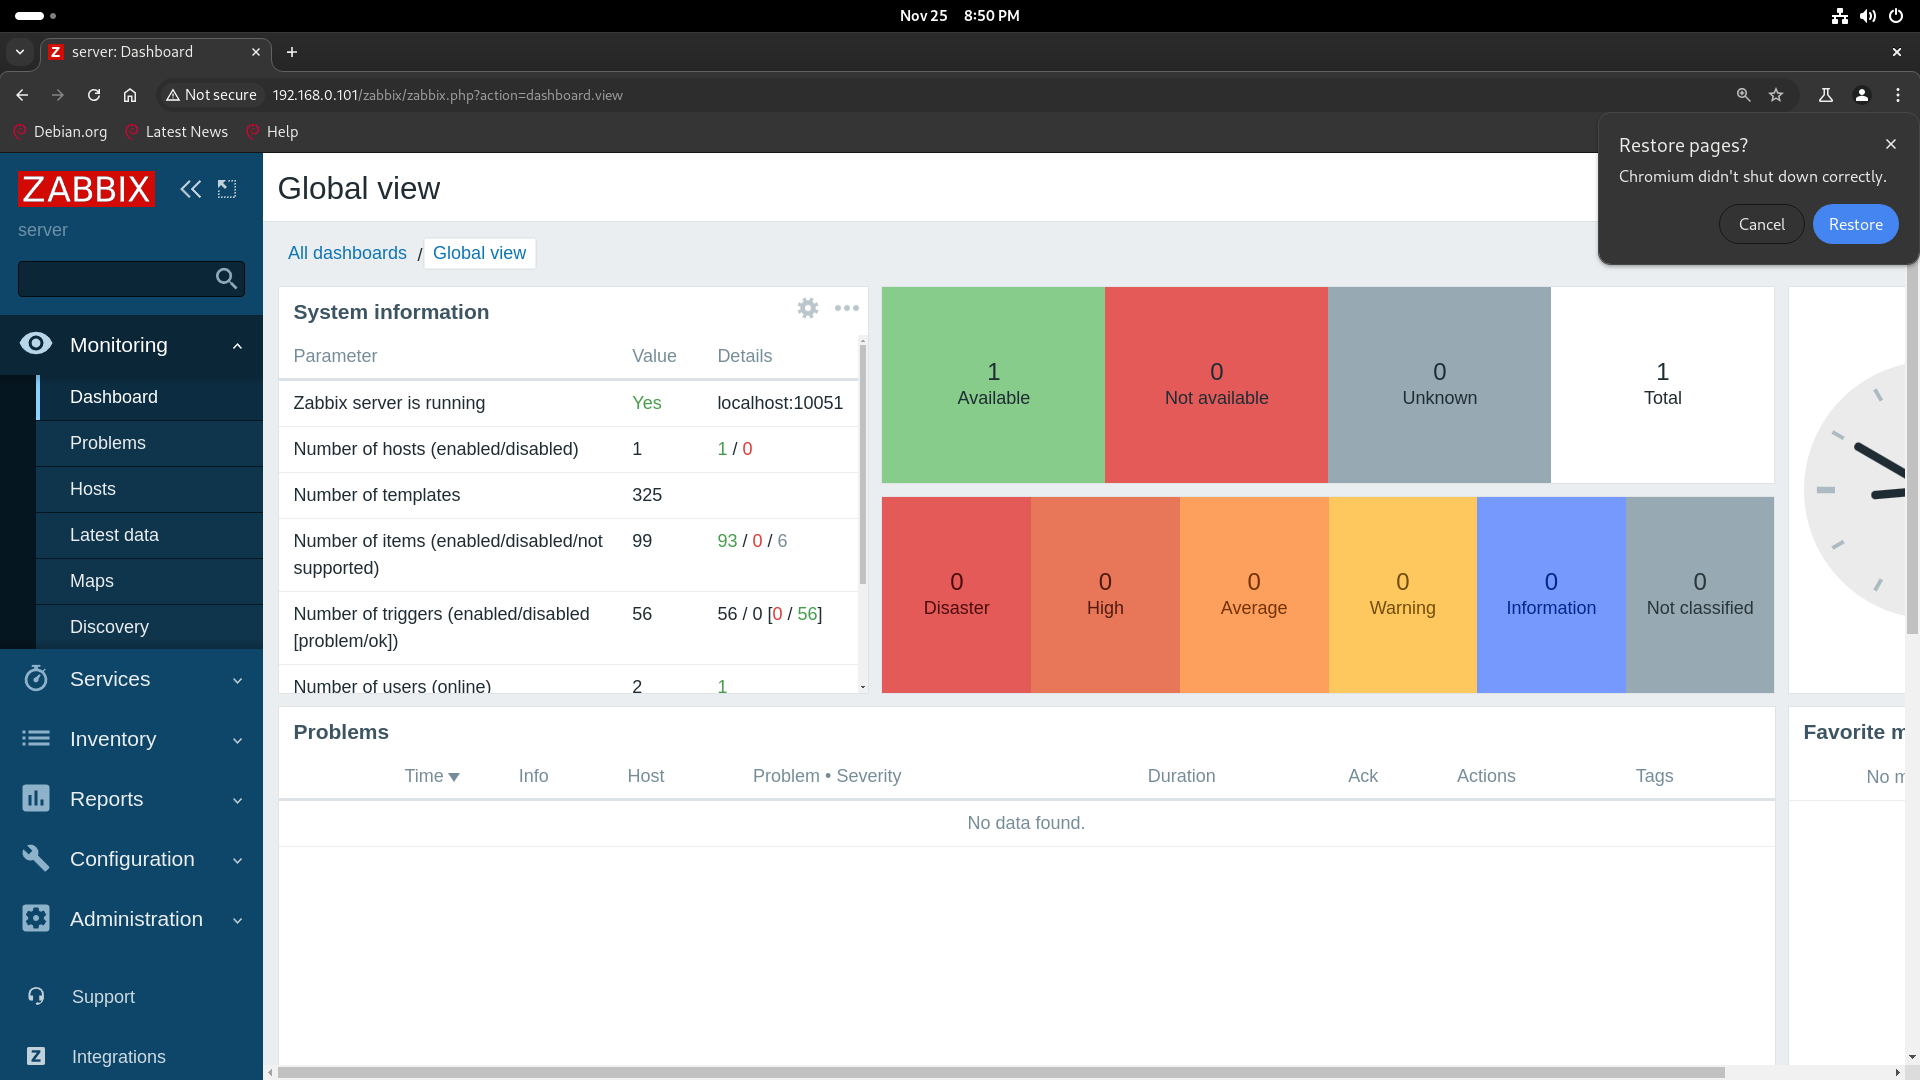 Nov 25 8:50 PM
server: Dashboard
Not secure 192.168.0.101/zabbix/zabbix.php?action=dashboard.view
Debian.org Latest News Help
Restore pages?
Chromium didn't shut down correctly.
Cancel Restore
ZABBIX
server
Monitoring
Dashboard
Problems
Hosts
Latest data
Maps
Discovery
Services
Inventory
Reports
Configuration
Administration
Support
Z Integrations
Global view
All dashboards / Global view
System information
Parameter Value Details
Zabbix server is running Yes localhost:10051
Number of hosts (enabled/disabled) 1 1 / 0
Number of templates 325
Number of items (enabled/disabled/not 99 93 / 0 / 6
supported)
Number of triggers (enabled/disabled 56 56 / 0 [0 / 56]
[problem/ok])
Number of users (online) 2 1
1 0 0 1
Available Not available Unknown Total
0 0 0 0 0 0
Disaster High Average Warning Information Not classified
Problems
Time Info Host Problem • Severity Duration Ack Actions Tags
No data found.
Favorite m
No m